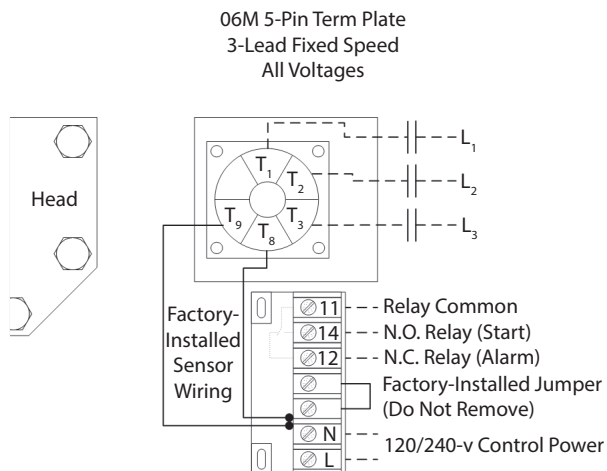 06M 5-Pin Term Plate
3-Lead Fixed Speed
All Voltages
Head
T₁
T₂
T₃
T₈
T₉
L₁
L₂
L₃
Factory-
Installed
Sensor
Wiring
11 Relay Common
14 N.O. Relay (Start)
12 N.C. Relay (Alarm)
Factory-Installed Jumper
(Do Not Remove)
N
L
120/240-v Control Power